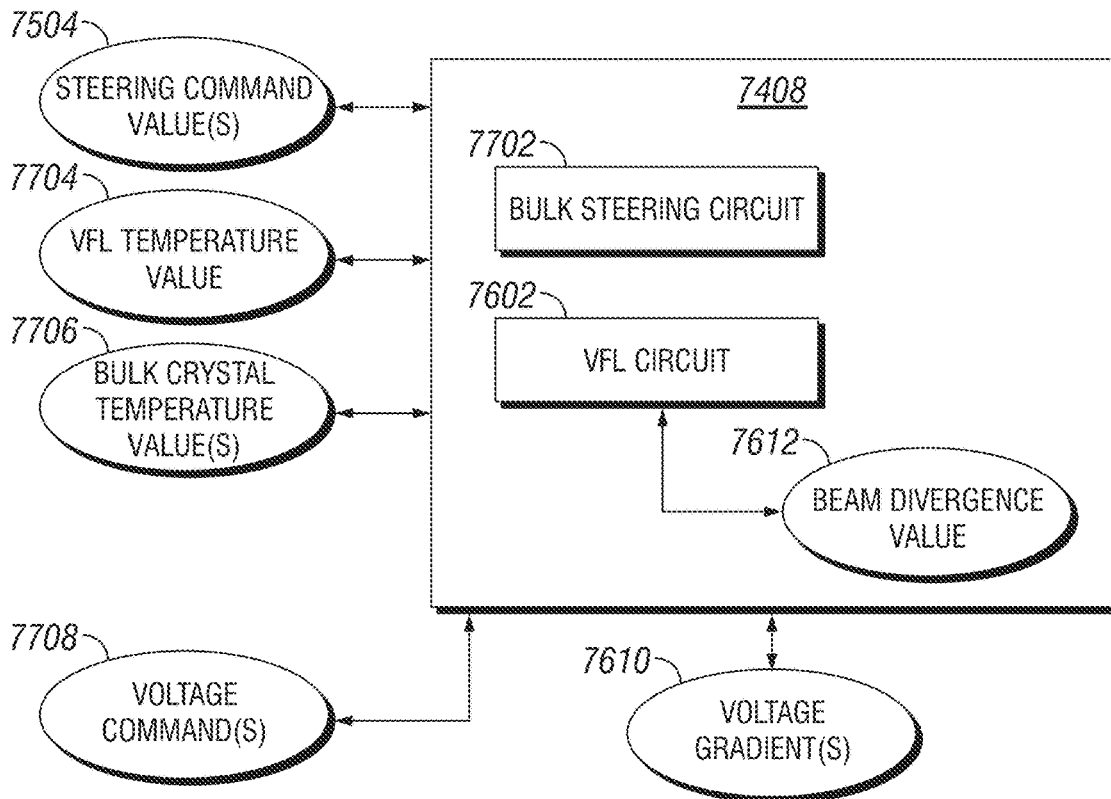 7504
STEERING COMMAND
VALUE(S)
7704
VFL TEMPERATURE
VALUE
7706
BULK CRYSTAL
TEMPERATURE
VALUE(S)
7408
7702
BULK STEERING CIRCUIT
7602
VFL CIRCUIT
7612
BEAM DIVERGENCE
VALUE
7708
VOLTAGE
COMMAND(S)
7610
VOLTAGE
GRADIENT(S)